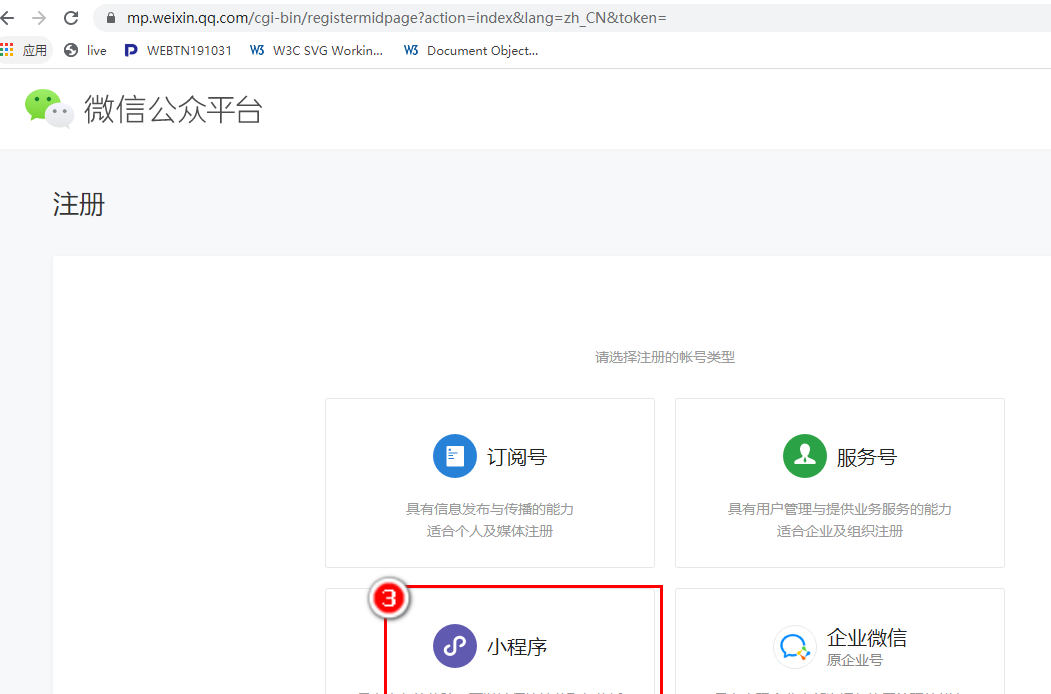 mp.weixin.qq.com/cgi-bin/registermidpage?action=index&lang=zh_CN&token=
应用 live WEBTN191031 W3C SVG Workin... Document Object...
微信公众平台
注册
请选择注册的帐号类型
订阅号
具有信息发布与传播的能力
适合个人及媒体注册
服务号
具有用户管理与提供业务服务的能力
适合企业及组织注册
3
小程序
企业微信
原企业号